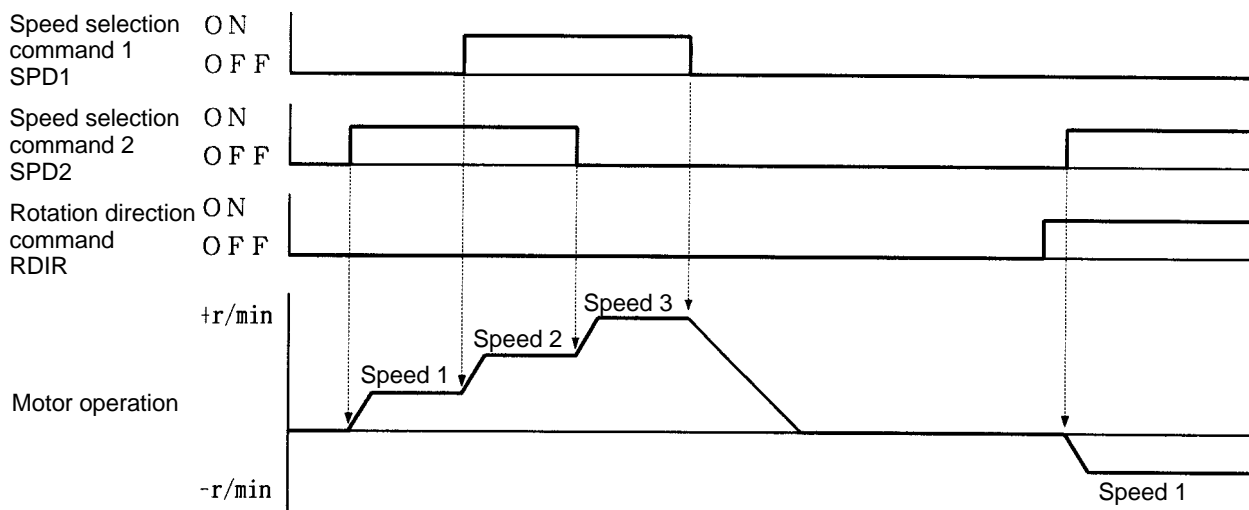 Speed selection
command 1
SPD1
ON
OFF
Speed selection
command 2
SPD2
ON
OFF
Rotation direction
command
RDIR
ON
OFF
+r/min
Speed 3
Speed 2
Speed 1
Motor operation
-r/min
Speed 1